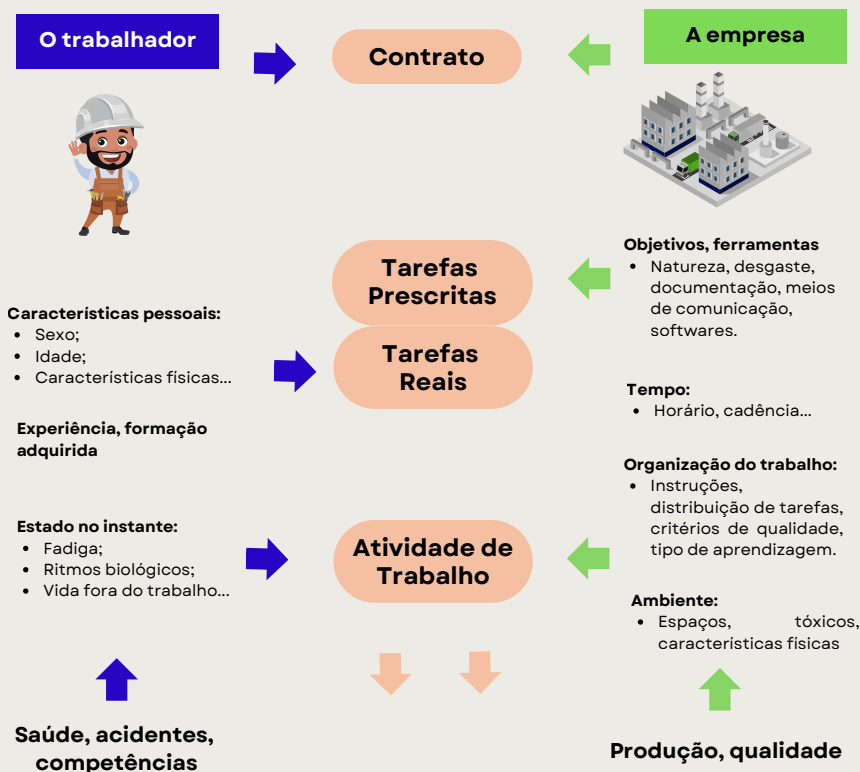 O trabalhador
Contrato
A empresa
Tarefas
Prescritas
Tarefas
Reais
Objetivos, ferramentas
• Natureza, desgaste,
documentação, meios
de comunicação,
softwares.
Características pessoais:
• Sexo;
• Idade;
• Características físicas...
Tempo:
• Horário, cadência...
Experiência, formação
adquirida
Organização do trabalho:
• Instruções,
distribuição de tarefas,
critérios de qualidade,
tipo de aprendizagem.
Estado no instante:
• Fadiga;
• Ritmos biológicos;
• Vida fora do trabalho...
Atividade de
Trabalho
Ambiente:
• Espaços, tóxicos,
características físicas
Saúde, acidentes,
competências
Produção, qualidade